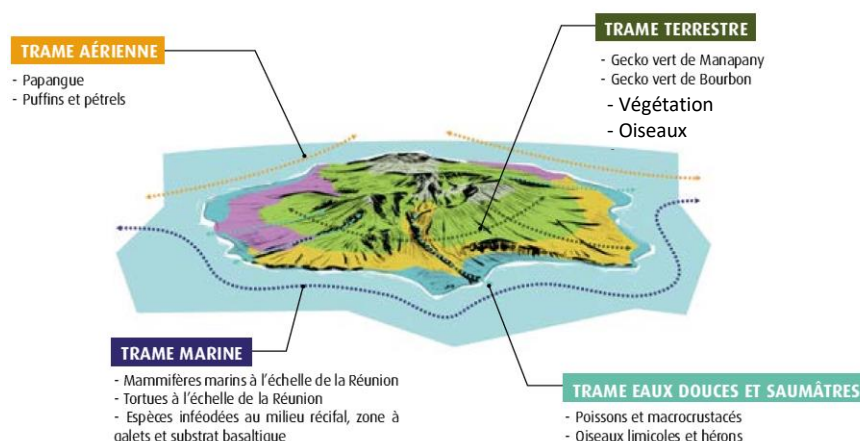 TRAME AÉRIENNE
- Papangue
- Puffins et pétrels
TRAME TERRESTRE
- Gecko vert de Manapany
- Gecko vert de Bourbon
- Végétation
- Oiseaux
-
TRAME MARINE
- Mammifères marins à l'échelle de la Réunion
- Tortues à l'échelle de la Réunion
- Espèces inféodées au milieu récifal, zone à
galets et substrat basaltique
TRAME EAUX DOUCES ET SAUMÂTRES
- Poissons et macrocrustacés
- Oiseaux limicoles et hérons